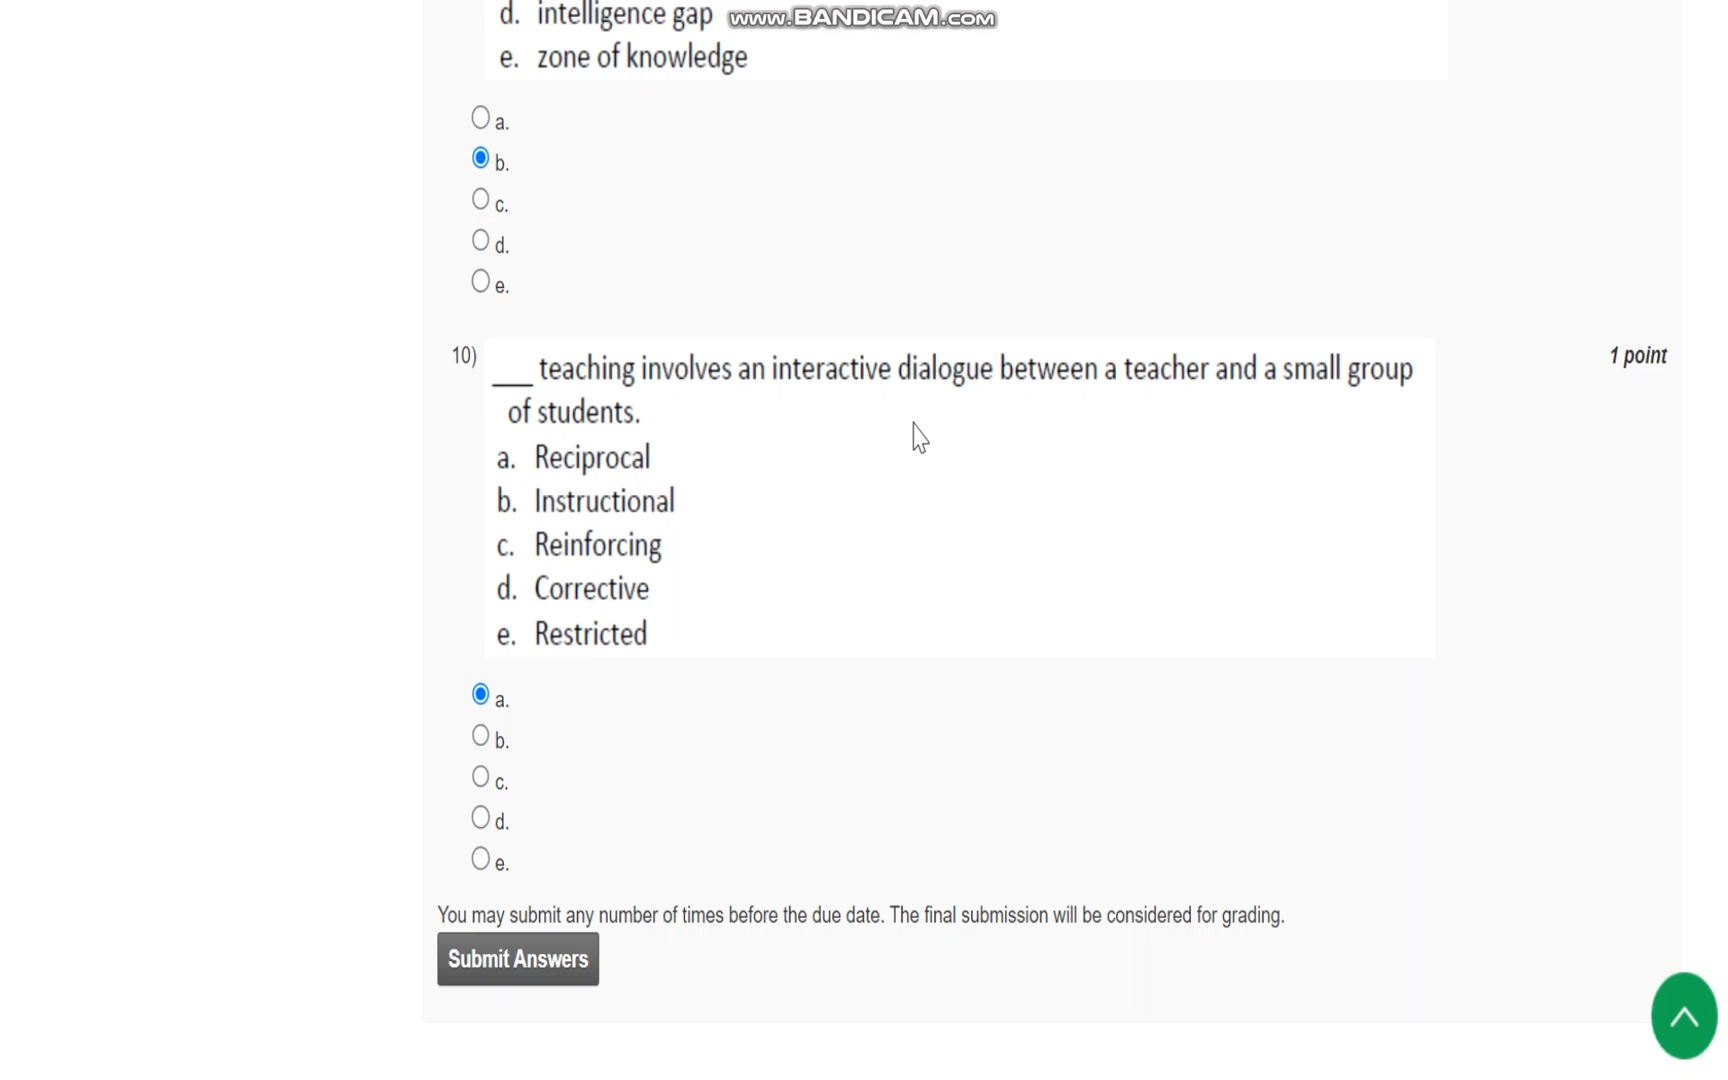 d. intelligence gap
www.BANDICAM.com
e. zone of knowledge
a.
b.
c.
d.
e.
10)
1 point
___ teaching involves an interactive dialogue between a teacher and a small group
of students.
a. Reciprocal
b. Instructional
c. Reinforcing
d. Corrective
e. Restricted
a.
b.
c.
d.
e.
You may submit any number of times before the due date. The final submission will be considered for grading.
Submit Answers